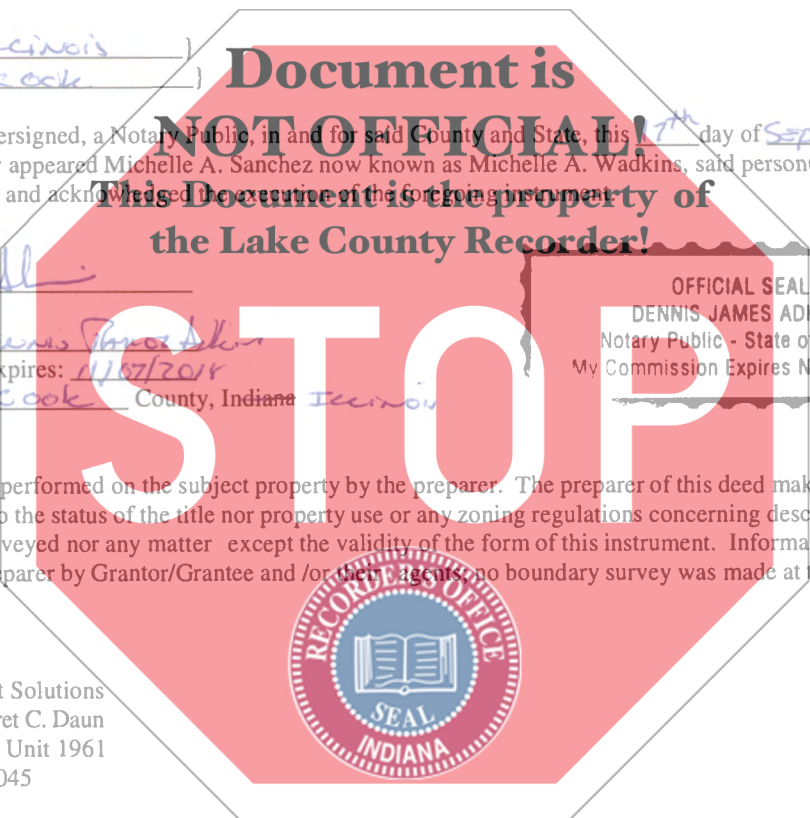 }
Cook }
Document is
NOT OFFICIAL!
ersigned, a Notary Public, in and for said County and State, this 17th day of Sep
appeared Michelle A. Sanchez now known as Michelle A. Wadkins, said person
and acknowledged the execution of the foregoing instrument.
This Document is the property of
the Lake County Recorder!
OFFICIAL SEAL
DENNIS JAMES AD
Notary Public - State o
My Commission Expires N
xpires: 11/07/2018
Cook County, Indiana Illinois
STOP
performed on the subject property by the preparer. The preparer of this deed mak
o the status of the title nor property use or any zoning regulations concerning desc
veyed nor any matter except the validity of the form of this instrument. Informa
eparer by Grantor/Grantee and /or their agents, no boundary survey was made at t
RECORDER'S OFFICE
SEAL
INDIANA
t Solutions
ret C. Daun
Unit 1961
045